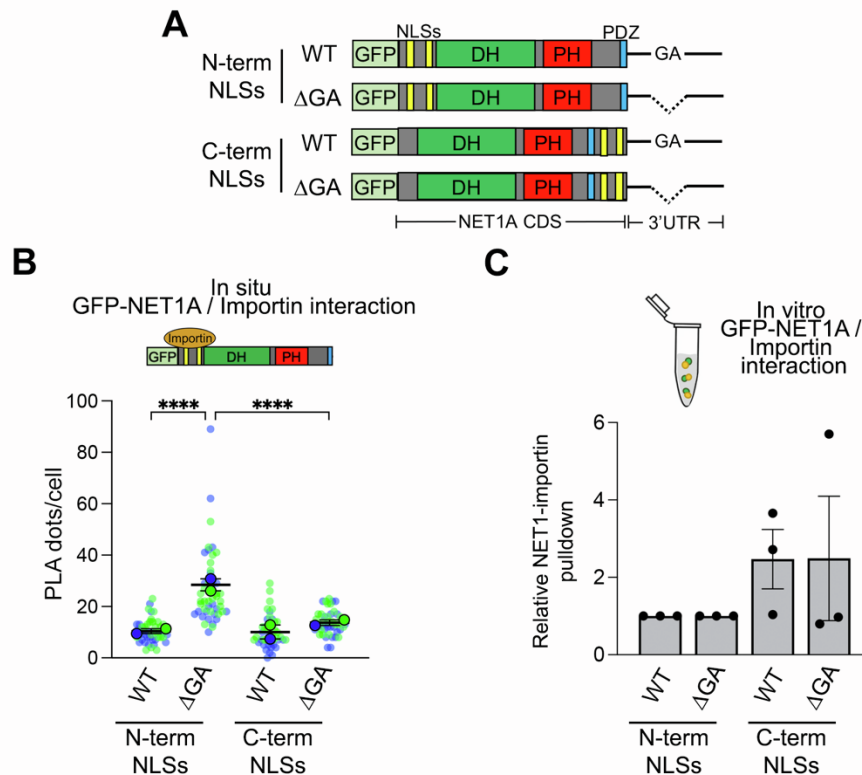 A
NLSs
PDZ
N-term
NLSs
WT
GFP
DH
PH
GA
ΔGA
GFP
DH
PH
C-term
NLSs
WT
GFP
DH
PH
GA
ΔGA
GFP
DH
PH
NET1A CDS
3'UTR
B
In situ
GFP-NET1A / Importin interaction
Importin
GFP
DH
PH
PLA dots/cell
100
80
60
40
20
0
****
****
WT
ΔGA
WT
ΔGA
N-term
NLSs
C-term
NLSs
C
In vitro
GFP-NET1A /
Importin
interaction
Relative NET1-importin
pulldown
6
4
2
0
WT
ΔGA
WT
ΔGA
N-term
NLSs
C-term
NLSs